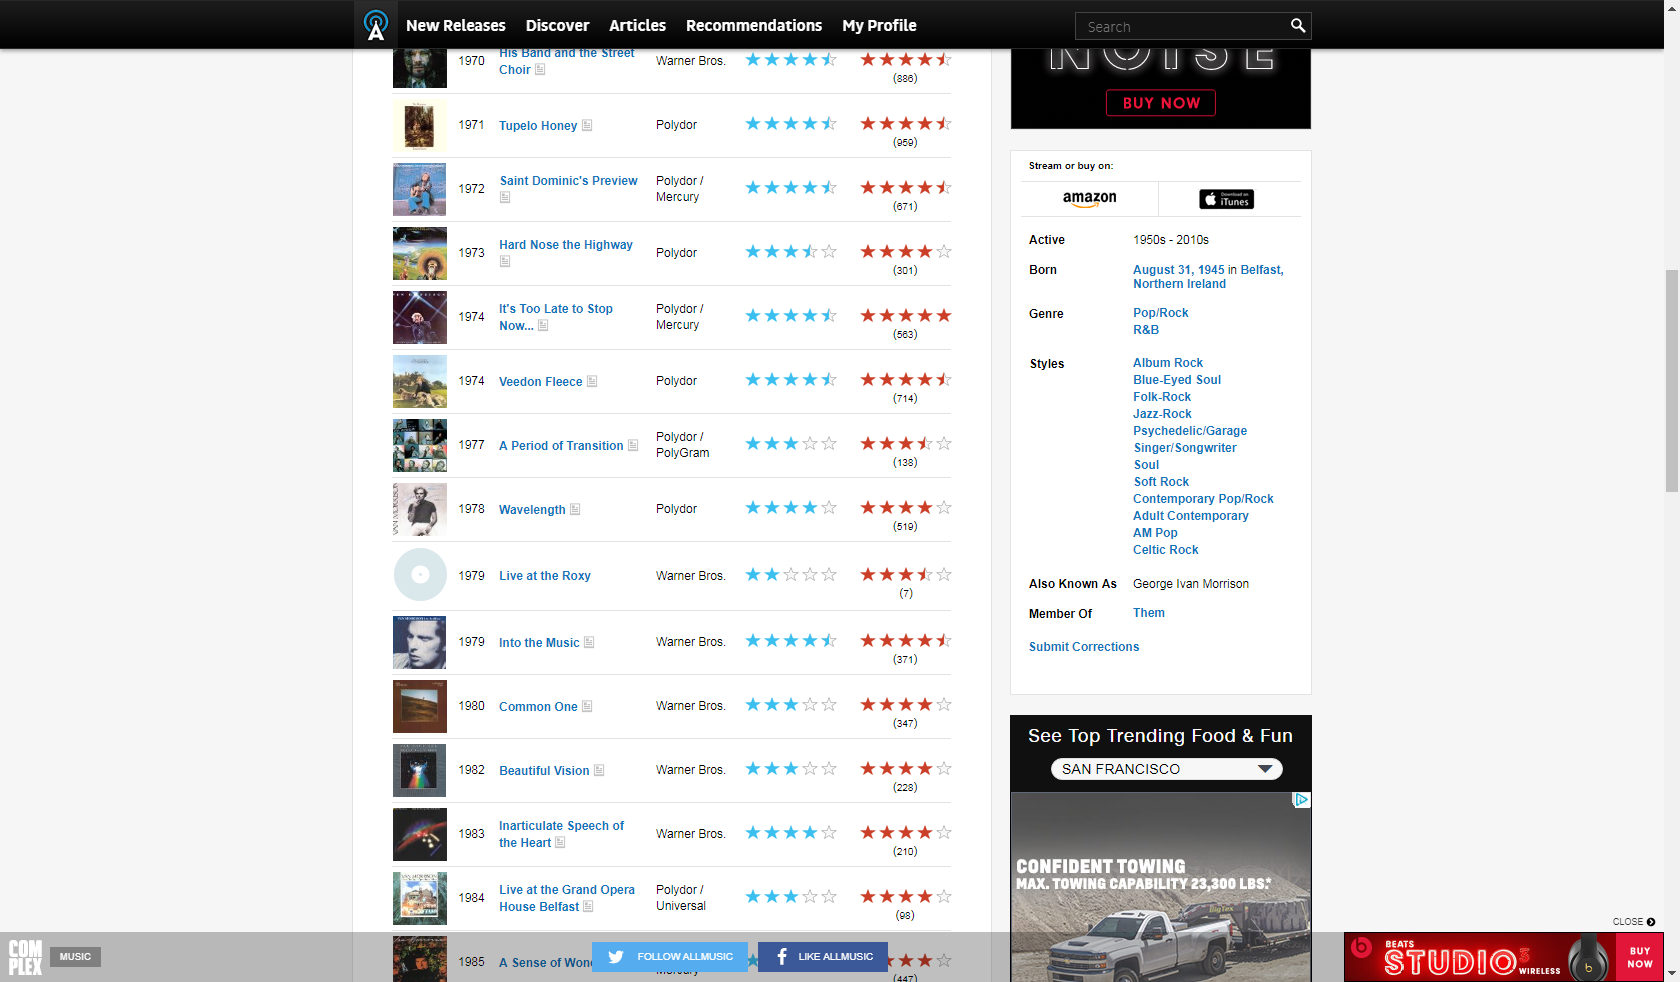 New Releases Discover Articles Recommendations My Profile Search
1970 His Band and the Street Choir Warner Bros. (886)
1971 Tupelo Honey Polydor (959)
1972 Saint Dominic's Preview Polydor / Mercury (671)
1973 Hard Nose the Highway Polydor (301)
1974 It's Too Late to Stop Now... Polydor / Mercury (563)
1974 Veedon Fleece Polydor (714)
1977 A Period of Transition Polydor / PolyGram (138)
1978 Wavelength Polydor (519)
1979 Live at the Roxy Warner Bros. (7)
1979 Into the Music Warner Bros. (371)
1980 Common One Warner Bros. (347)
1982 Beautiful Vision Warner Bros. (228)
1983 Inarticulate Speech of the Heart Warner Bros. (210)
1984 Live at the Grand Opera House Belfast Polydor / Universal (98)
1985 A Sense of Mercury (447)
NOISE
BUY NOW
Stream or buy on:
amazon
Download on
iTunes
Active 1950s - 2010s
Born August 31, 1945 in Belfast,
Northern Ireland
Genre Pop/Rock
R&B
Styles Album Rock
Blue-Eyed Soul
Folk-Rock
Jazz-Rock
Psychedelic/Garage
Singer/Songwriter
Soul
Soft Rock
Contemporary Pop/Rock
Adult Contemporary
AM Pop
Celtic Rock
Also Known As George Ivan Morrison
Member Of Them
Submit Corrections
See Top Trending Food & Fun
SAN FRANCISCO
CONFIDENT TOWING
MAX. TOWING CAPABILITY 23,300 LBS.*
BigTex
CLOSE
COMPLEX MUSIC
FOLLOW ALLMUSIC
LIKE ALLMUSIC
BEATS
STUDIO3
WIRELESS
BUY
NOW